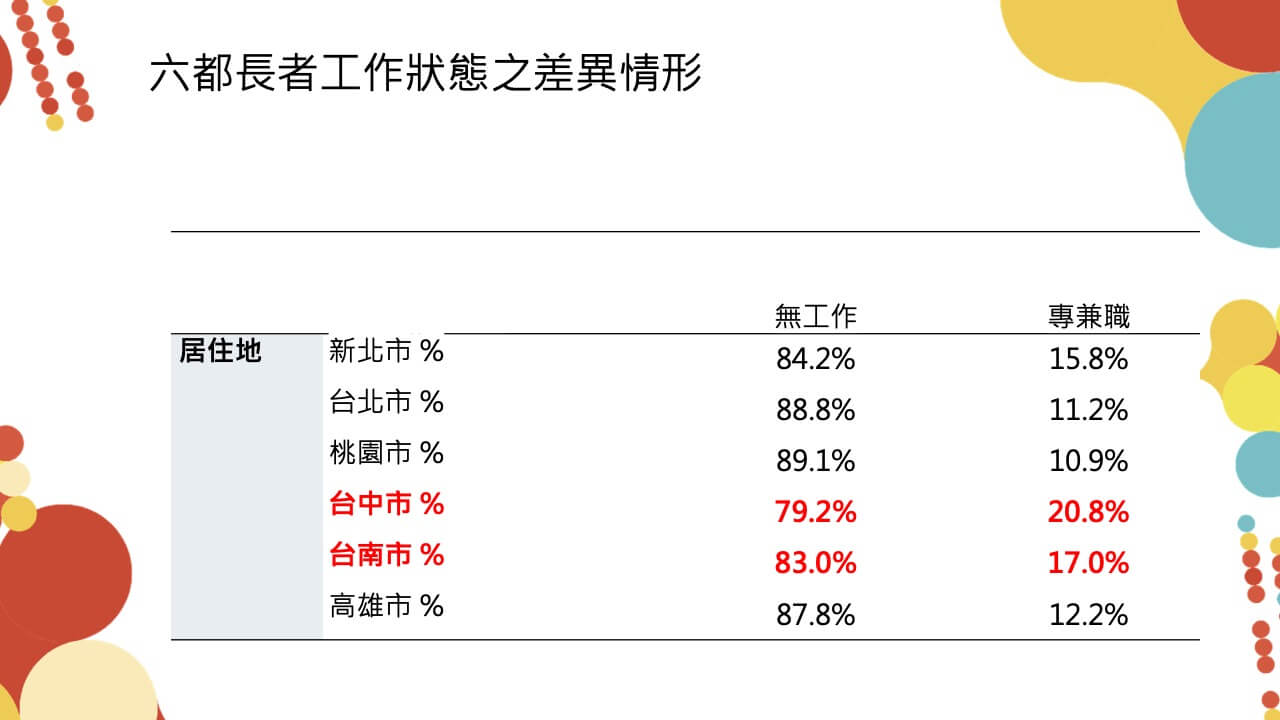 六都長者工作狀態之差異情形
無工作 專兼職
居住地 新北市 % 84.2% 15.8%
台北市 % 88.8% 11.2%
桃園市 % 89.1% 10.9%
台中市 % 79.2% 20.8%
台南市 % 83.0% 17.0%
高雄市 % 87.8% 12.2%